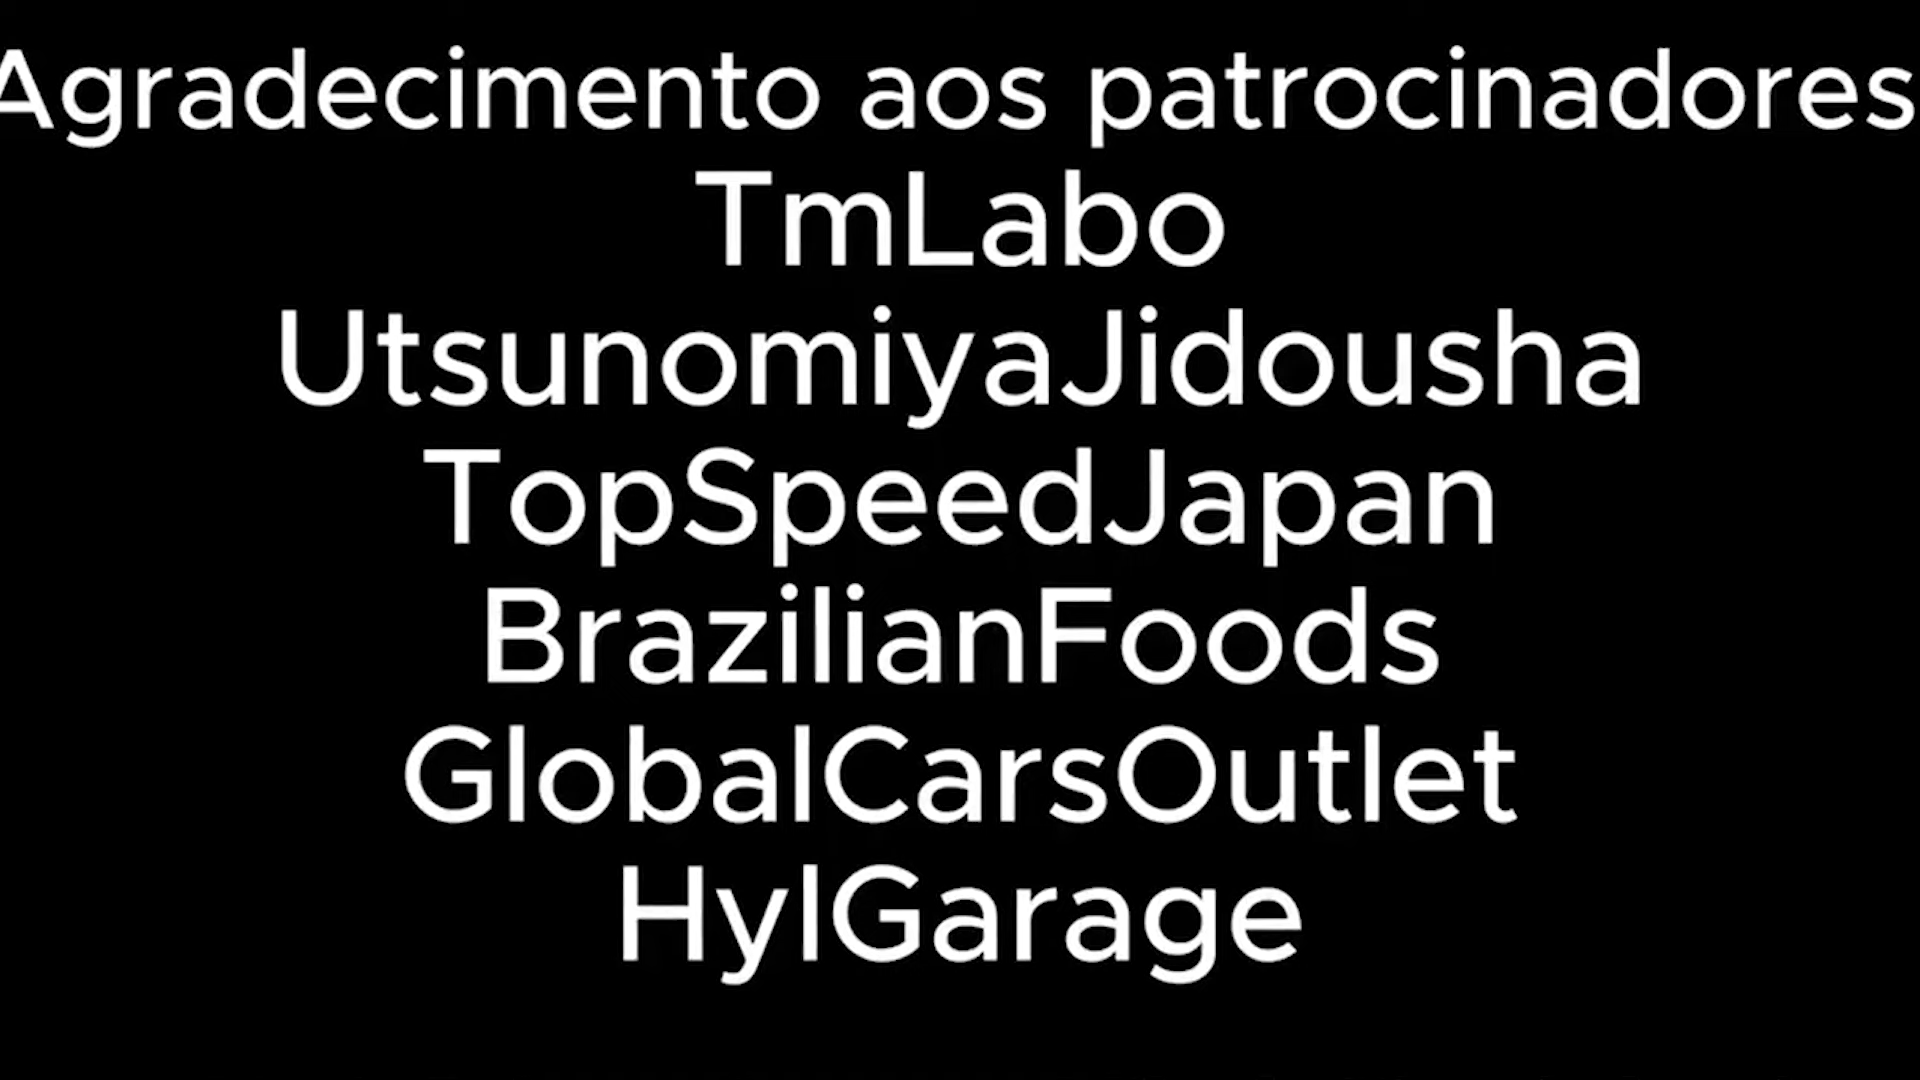 Agradecimento aos patrocinadores
TmLabo
UtsunomiyaJidousha
TopSpeedJapan
BrazilianFoods
GlobalCarsOutlet
HylGarage